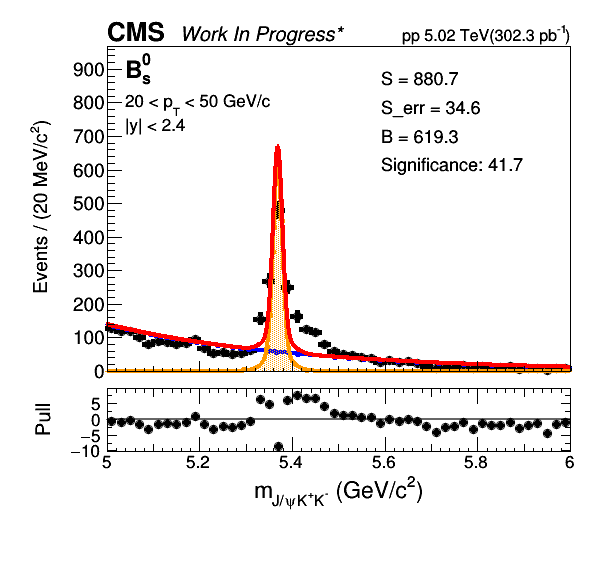 CMS Work In Progress* pp 5.02 TeV(302.3 pb⁻¹)
B⁰ₛ
20 < p_T < 50 GeV/c
|y| < 2.4
S = 880.7
S_err = 34.6
B = 619.3
Significance: 41.7
Events / (20 MeV/c²)
900
800
700
600
500
400
300
200
100
0
Pull
5
0
−5
−10
5 5.2 5.4 5.6 5.8 6
m_{J/ψK⁺K⁻} (GeV/c²)